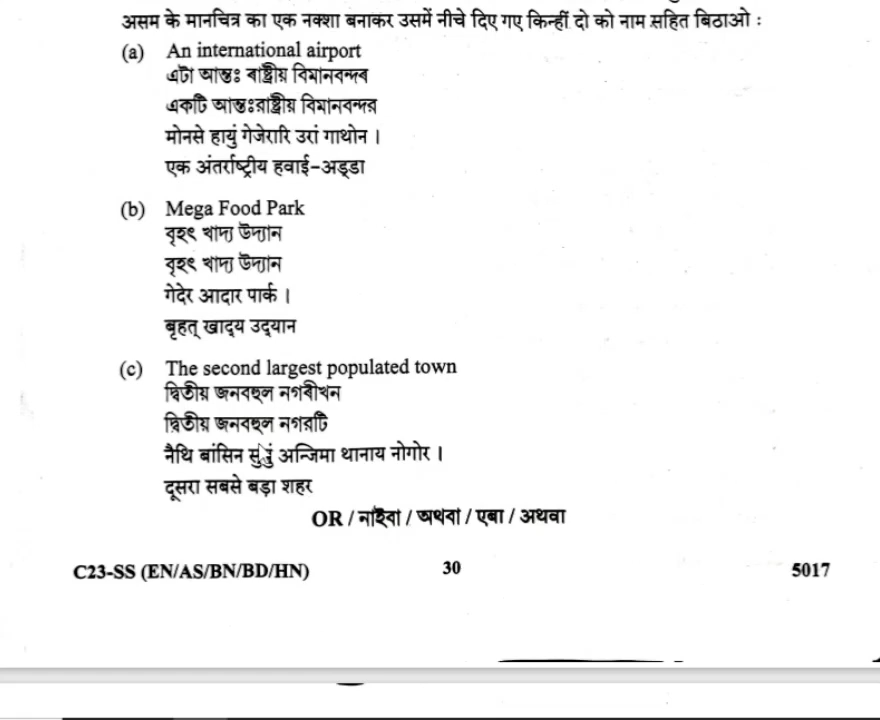 असम के मानचित्र का एक नक्शा बनाकर उसमें नीचे दिए गए किन्हीं दो को नाम सहित बिठाओ :
(a) An international airport
এটা আন্তঃ ৰাষ্ট্ৰীয় বিমানবন্দৰ
একটি আন্তঃরাষ্ট্রীয় বিমানবন্দর
मोनसे हायुं गेजेरारि उरां गाथोन ।
एक अंतर्राष्ट्रीय हवाई-अड्डा
(b) Mega Food Park
বৃহৎ খাদ্য উদ্যান
বৃহৎ খাদ্য উদ্যান
गेदेर आदार पार्क ।
बृहत् खाद्य उद्यान
(c) The second largest populated town
দ্বিতীয় জনবহুল নগৰীখন
দ্বিতীয় জনবহুল নগরটি
नैथि बांसिन सुबुं अन्जिमा थानाय नोगोर ।
दूसरा सबसे बड़ा शहर
OR / নাইবা / অথবা / एबा / अथवा
C23-SS (EN/AS/BN/BD/HN) 30 5017